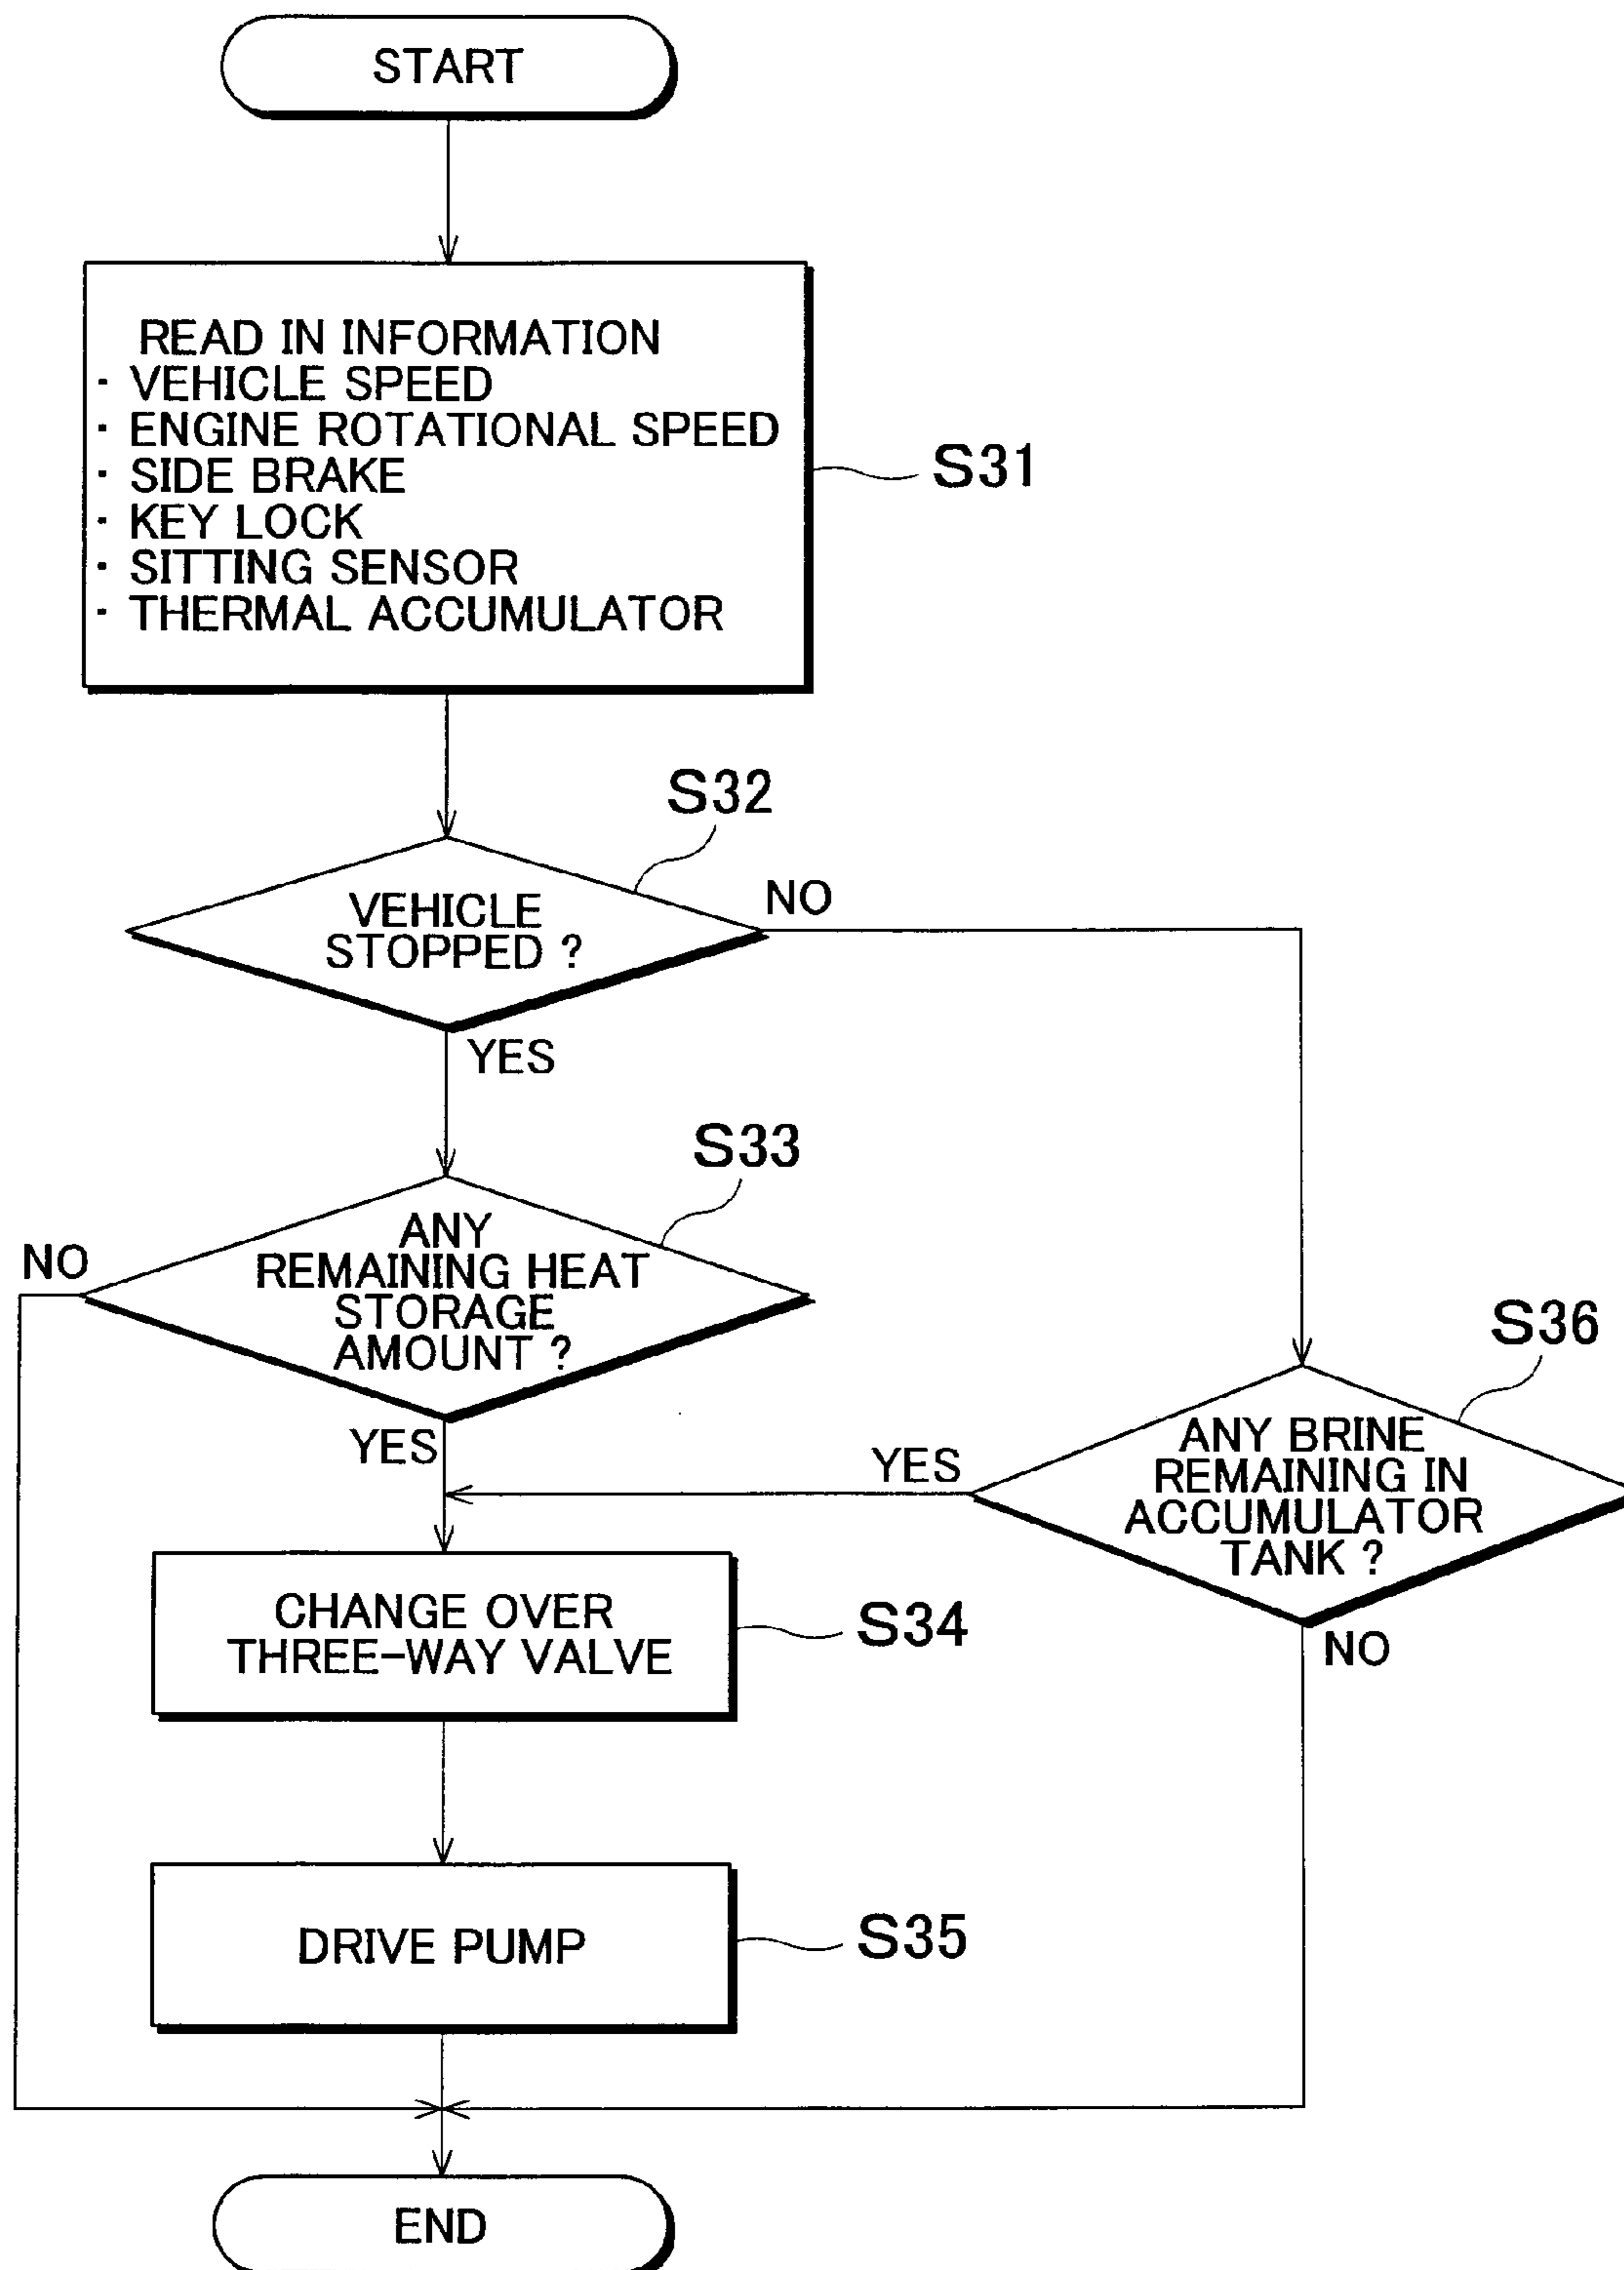 START
READ IN INFORMATION
· VEHICLE SPEED
· ENGINE ROTATIONAL SPEED
· SIDE BRAKE
· KEY LOCK
· SITTING SENSOR
· THERMAL ACCUMULATOR
S31
S32
VEHICLE
STOPPED ?
NO
YES
S33
ANY
REMAINING HEAT
STORAGE
AMOUNT ?
NO
YES
S36
ANY BRINE
REMAINING IN
ACCUMULATOR
TANK ?
YES
NO
CHANGE OVER
THREE-WAY VALVE
S34
DRIVE PUMP
S35
END